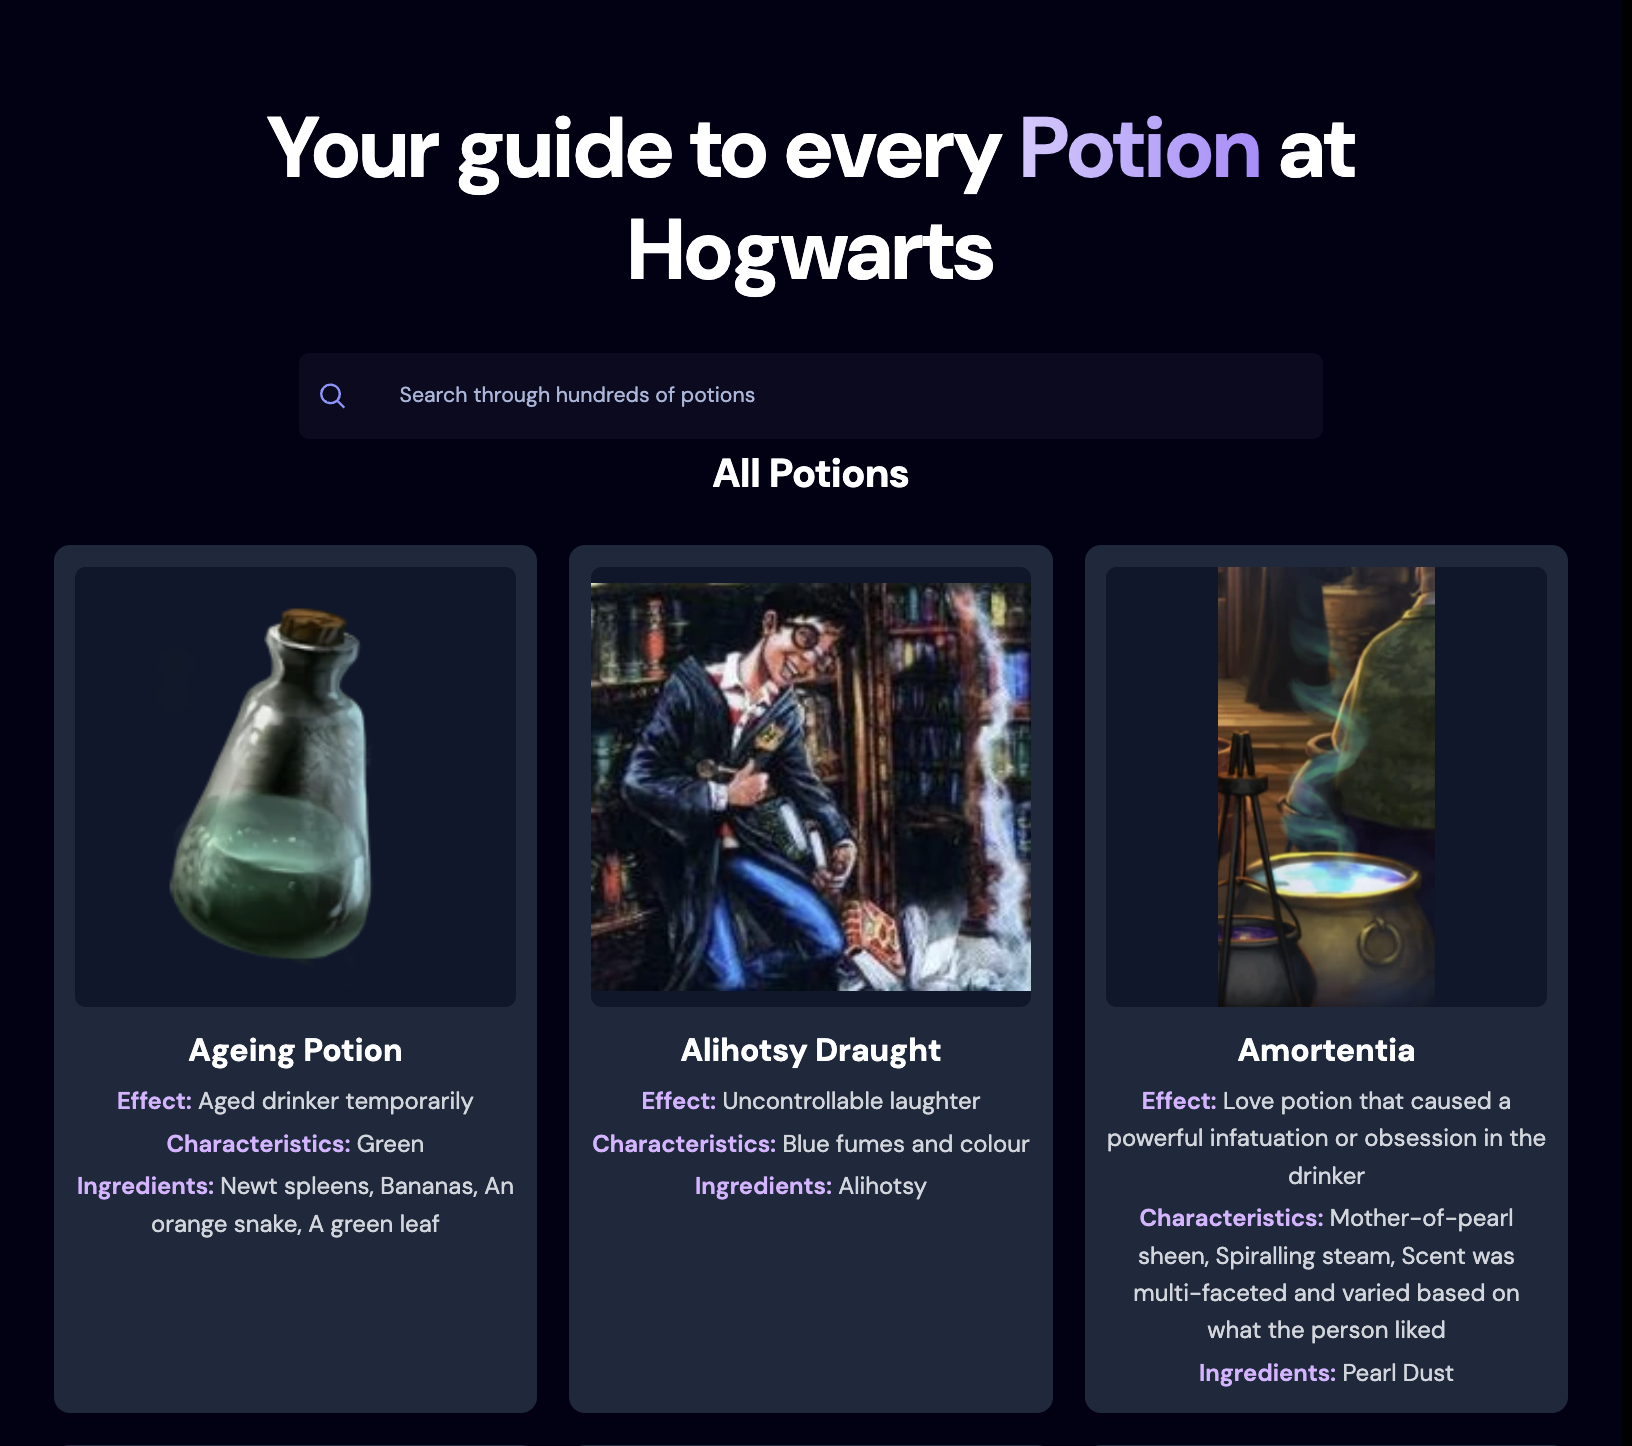 Your guide to every Potion at
Hogwarts
Search through hundreds of potions
All Potions
Ageing Potion
Effect: Aged drinker temporarily
Characteristics: Green
Ingredients: Newt spleens, Bananas, An
orange snake, A green leaf
Alihotsy Draught
Effect: Uncontrollable laughter
Characteristics: Blue fumes and colour
Ingredients: Alihotsy
Amortentia
Effect: Love potion that caused a
powerful infatuation or obsession in the
drinker
Characteristics: Mother-of-pearl
sheen, Spiralling steam, Scent was
multi-faceted and varied based on
what the person liked
Ingredients: Pearl Dust